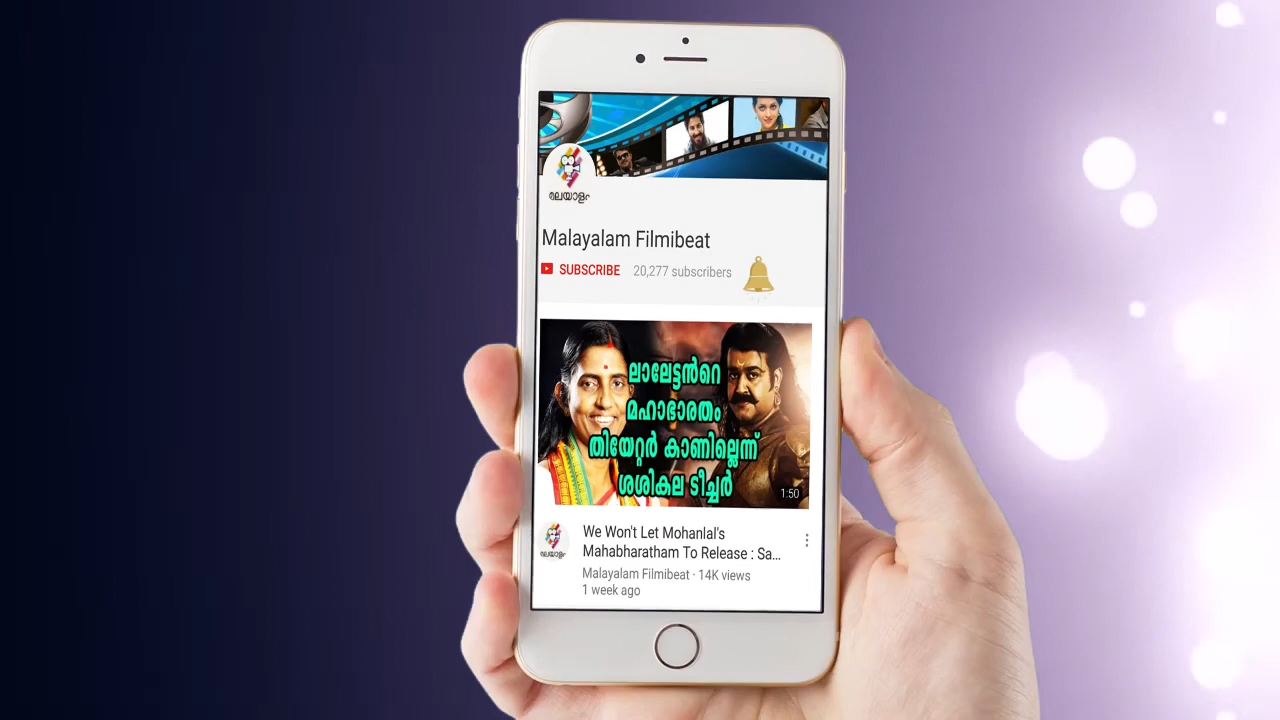 മലയാളം
Malayalam Filmibeat
SUBSCRIBE 20,277 subscribers
ലാലേട്ടൻറെ
മഹാഭാരതം
തിയേറ്റർ കാണില്ലെന്ന്
ശശികല ടീച്ചർ
1:50
We Won't Let Mohanlal's
Mahabharatham To Release : Sa...
മലയാളം
Malayalam Filmibeat · 14K views
1 week ago